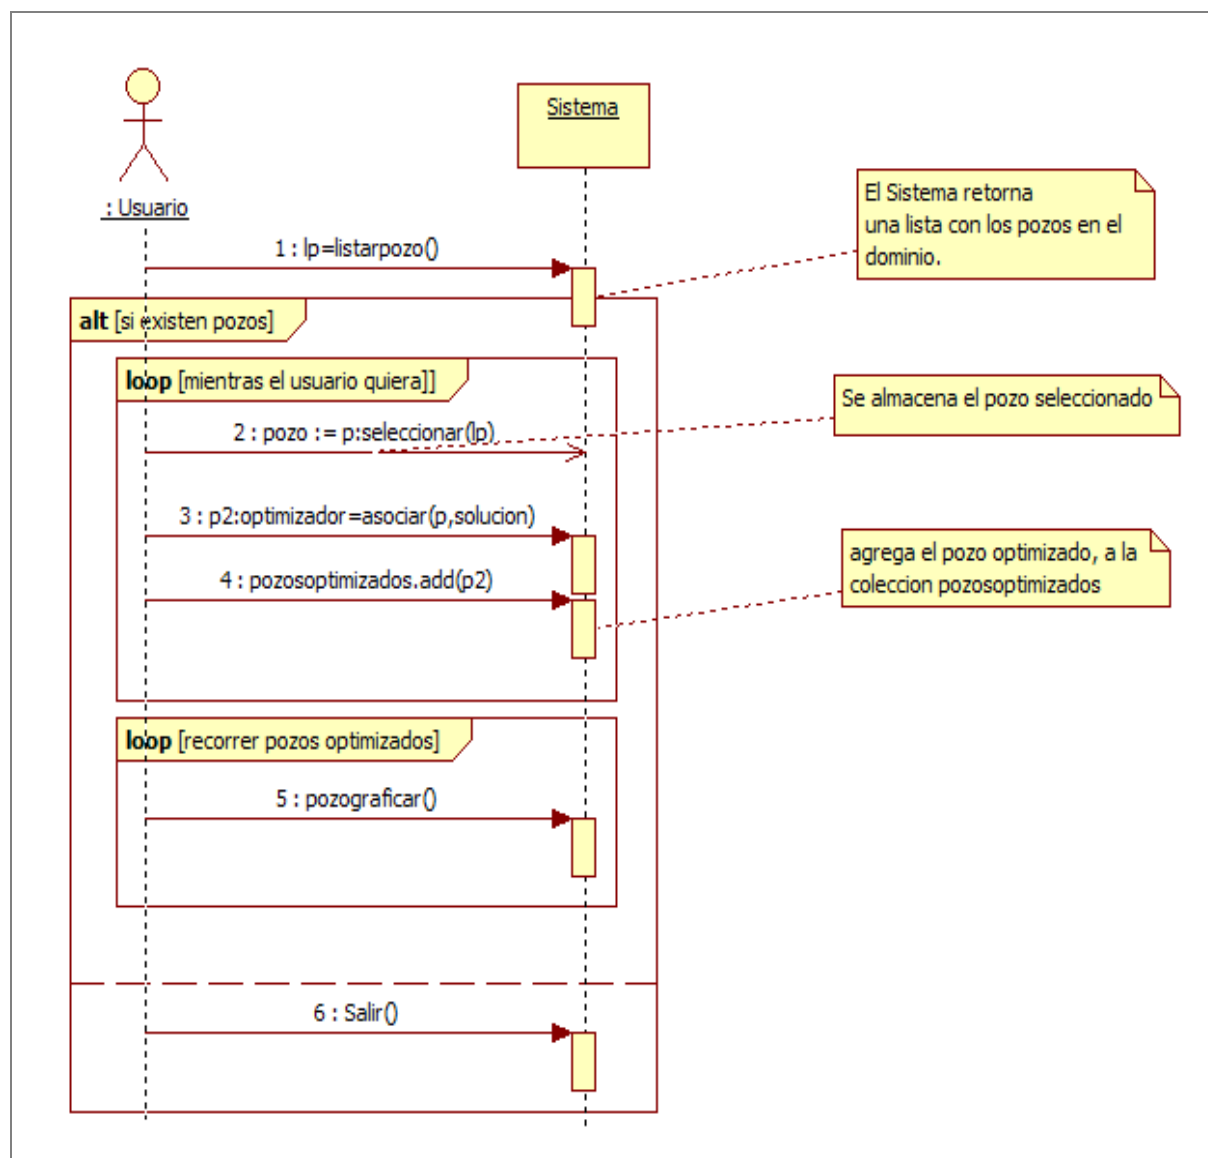 Sistema
: Usuario
El Sistema retorna
una lista con los pozos en el
dominio.
1 : lp=listarpozo()
alt [si existen pozos]
loop [mientras el usuario quiera]]
Se almacena el pozo seleccionado
2 : pozo := p:seleccionar(lp)
3 : p2:optimizador=asociar(p,solucion)
agrega el pozo optimizado, a la
coleccion pozosoptimizados
4 : pozosoptimizados.add(p2)
loop [recorrer pozos optimizados]
5 : pozograficar()
6 : Salir()